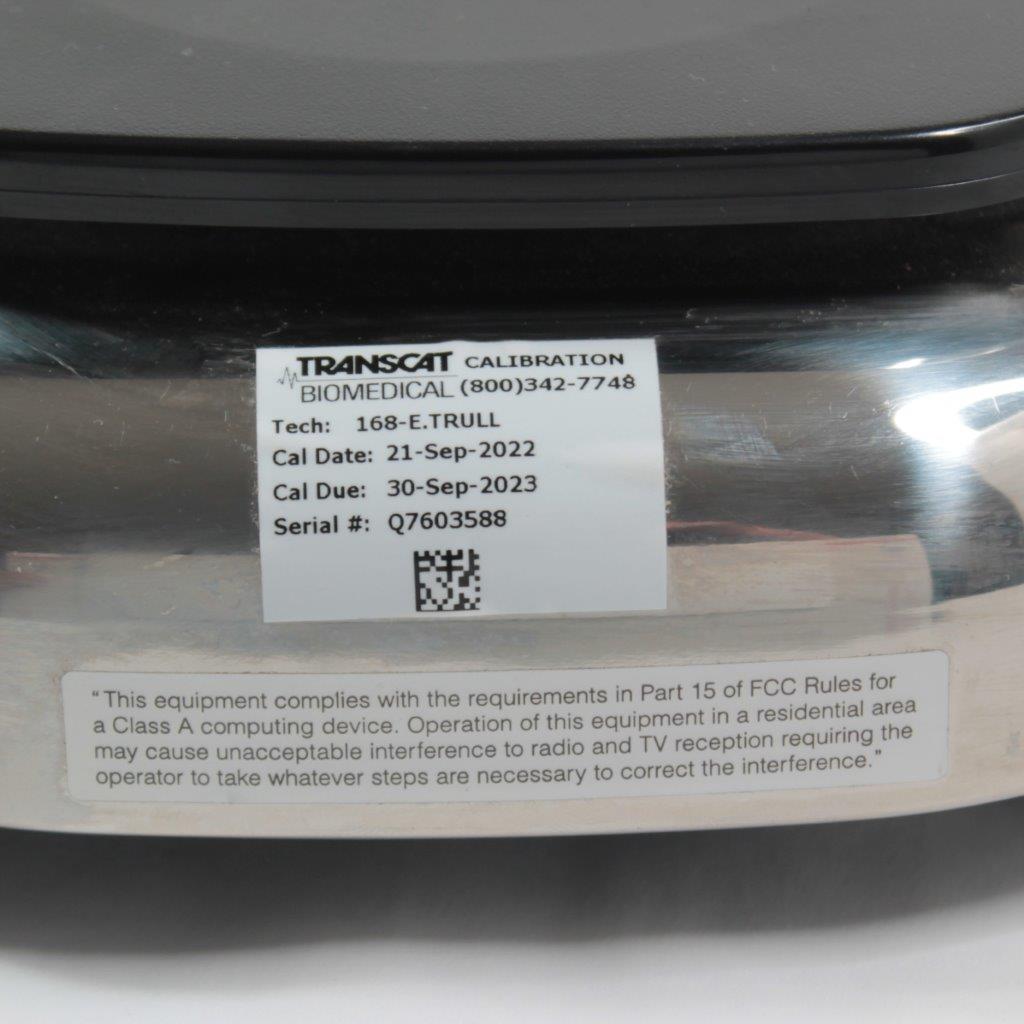 TRANSCAT CALIBRATION
BIOMEDICAL (800)342-7748
Tech: 168-E.TRULL
Cal Date: 21-Sep-2022
Cal Due: 30-Sep-2023
Serial #: Q7603588
“This equipment complies with the requirements in Part 15 of FCC Rules for
a Class A computing device. Operation of this equipment in a residential area
may cause unacceptable interference to radio and TV reception requiring the
operator to take whatever steps are necessary to correct the interference.”